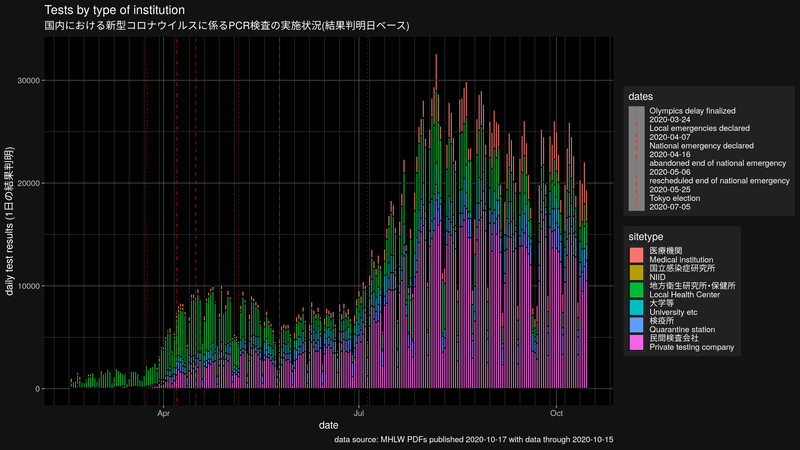 Tests by type of institution
国内における新型コロナウイルスに係るPCR検査の実施状況(結果判明日ベース)
daily test results (1日の結果判明)
30000
20000
10000
0
Apr
Jul
Oct
date
data source: MHLW PDFs published 2020-10-17 with data through 2020-10-15
dates
Olympics delay finalized
2020-03-24
Local emergencies declared
2020-04-07
National emergency declared
2020-04-16
abandoned end of national emergency
2020-05-06
rescheduled end of national emergency
2020-05-25
Tokyo election
2020-07-05
sitetype
医療機関
Medical institution
国立感染症研究所
NIID
地方衛生研究所・保健所
Local Health Center
大学等
University etc
検疫所
Quarantine station
民間検査会社
Private testing company